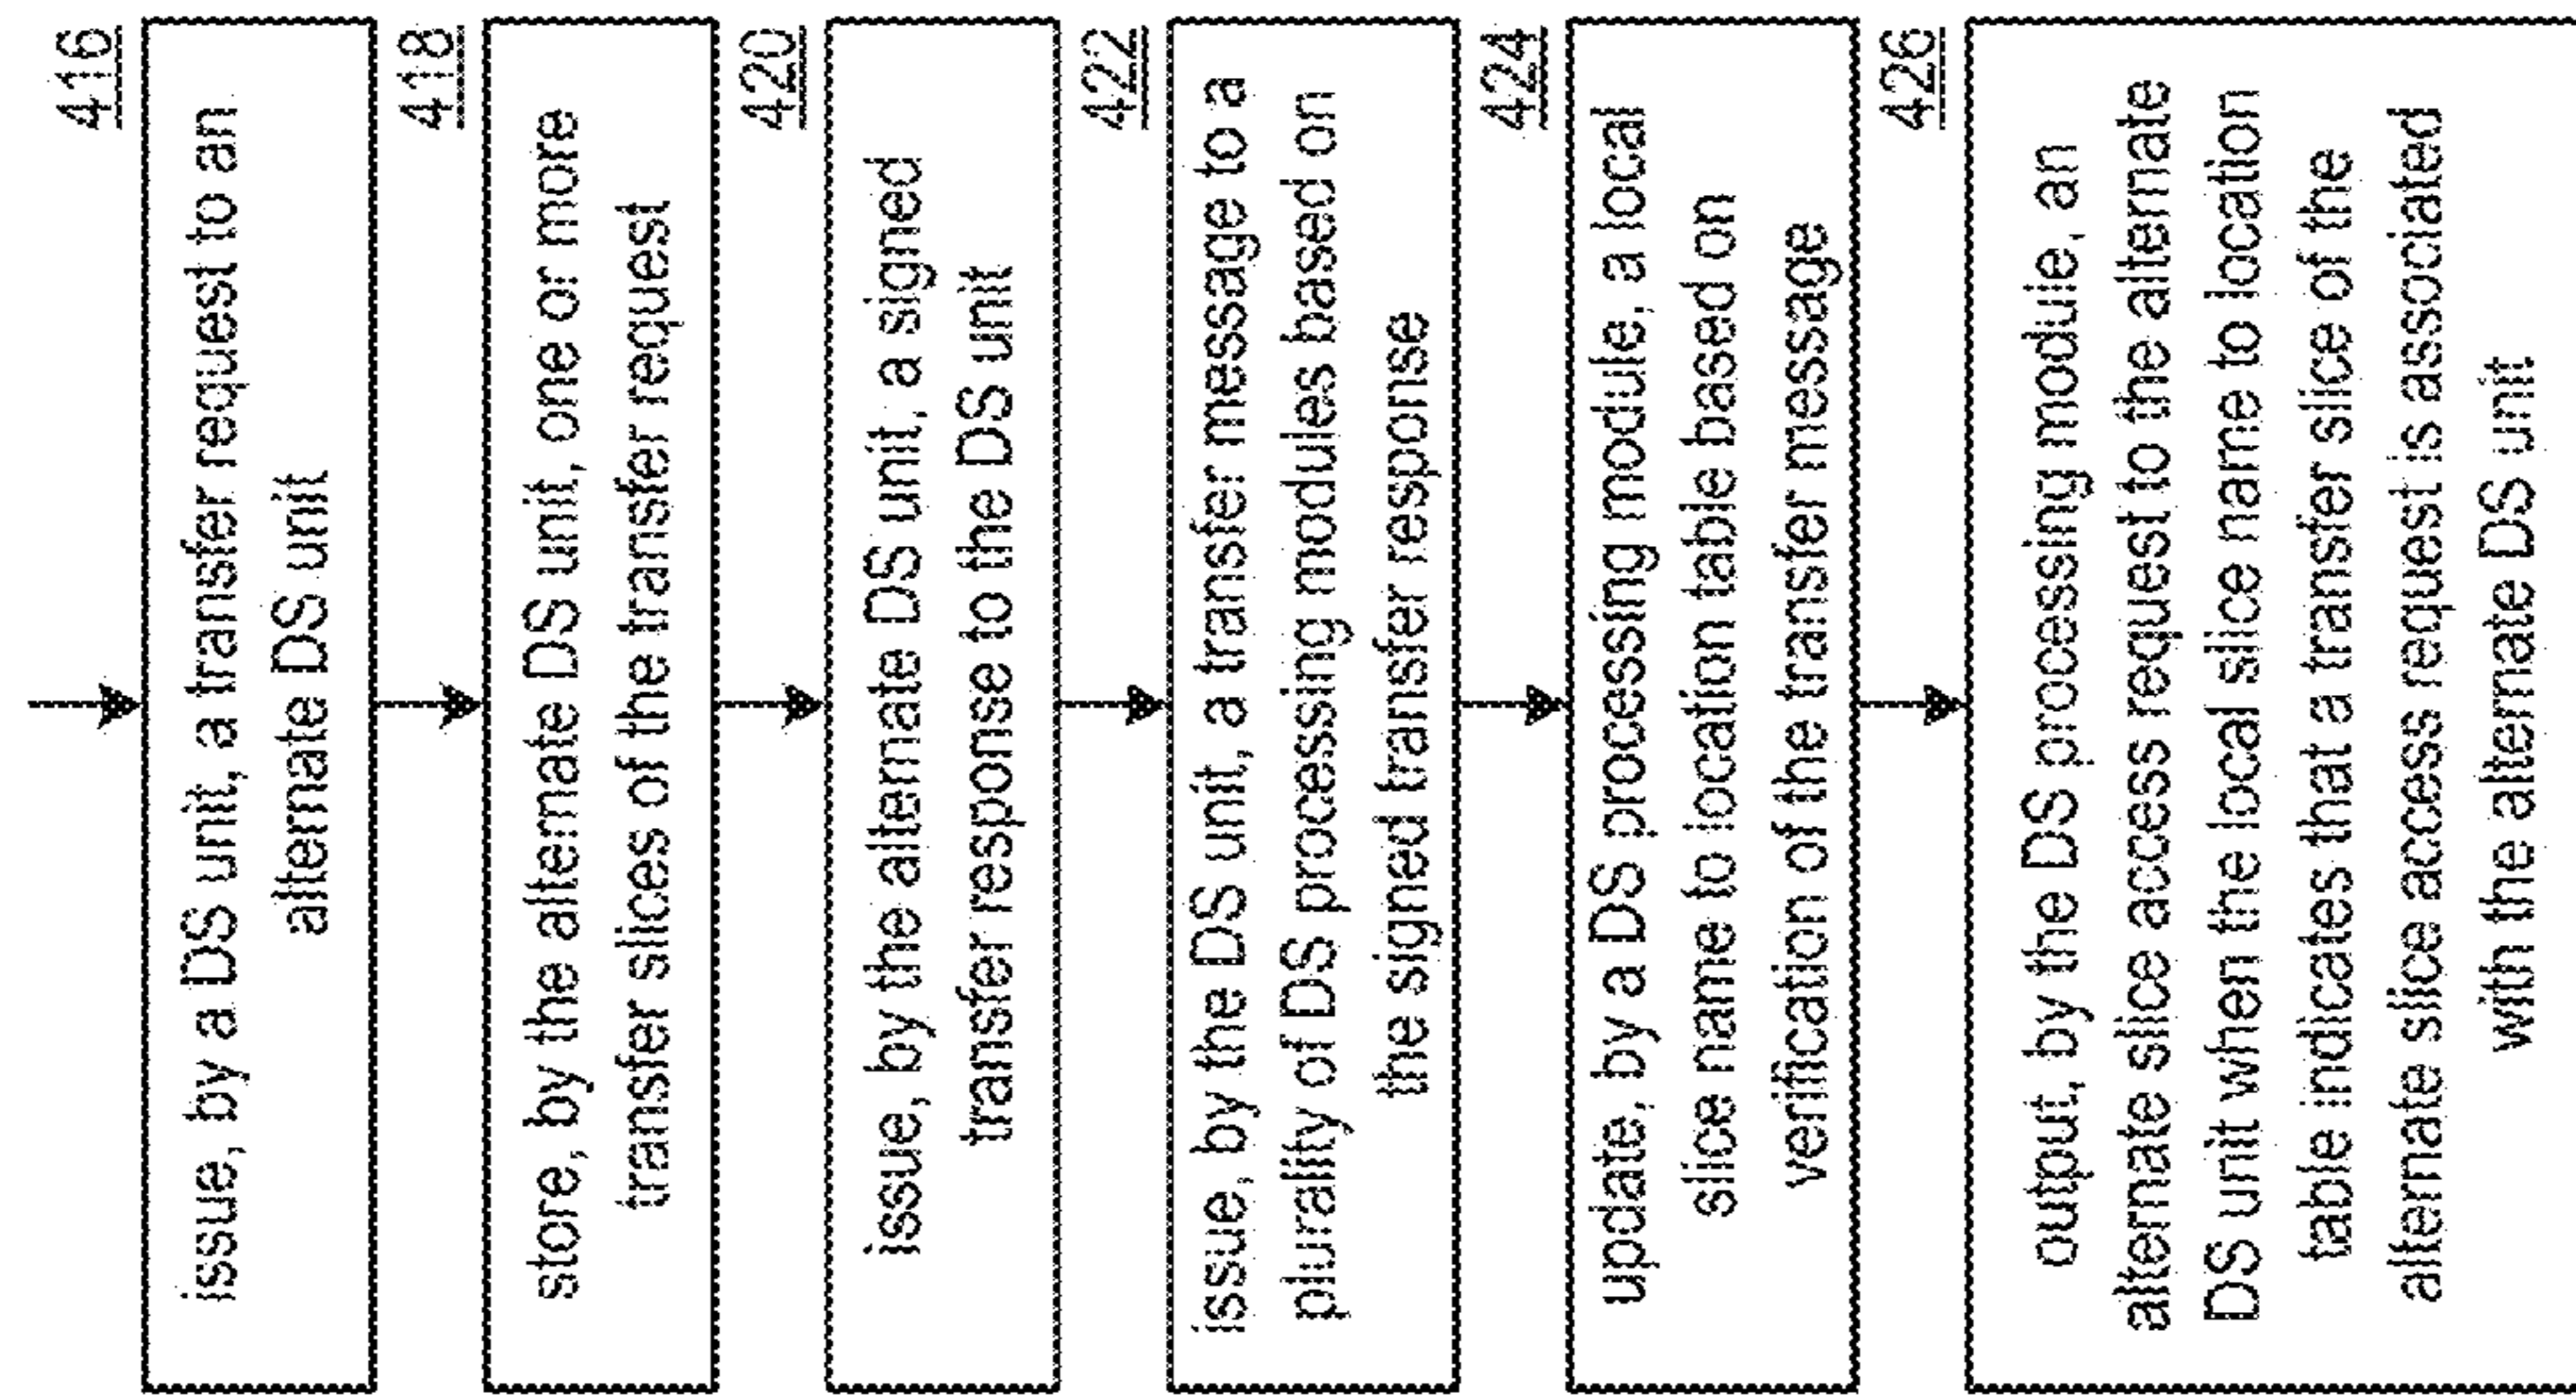 416
issue, by a DS unit, a transfer request to an
alternate DS unit
418
store, by the alternate DS unit, one or more
transfer slices of the transfer request
420
issue, by the alternate DS unit, a signed
transfer response to the DS unit
422
issue, by the DS unit, a transfer message to a
plurality of DS processing modules based on
the signed transfer response
424
update, by a DS processing module, a local
slice name to location table based on
verification of the transfer message
426
output, by the DS processing module, an
alternate slice access request to the alternate
DS unit when the local slice name to location
table indicates that a transfer slice of the
alternate slice access request is associated
with the alternate DS unit